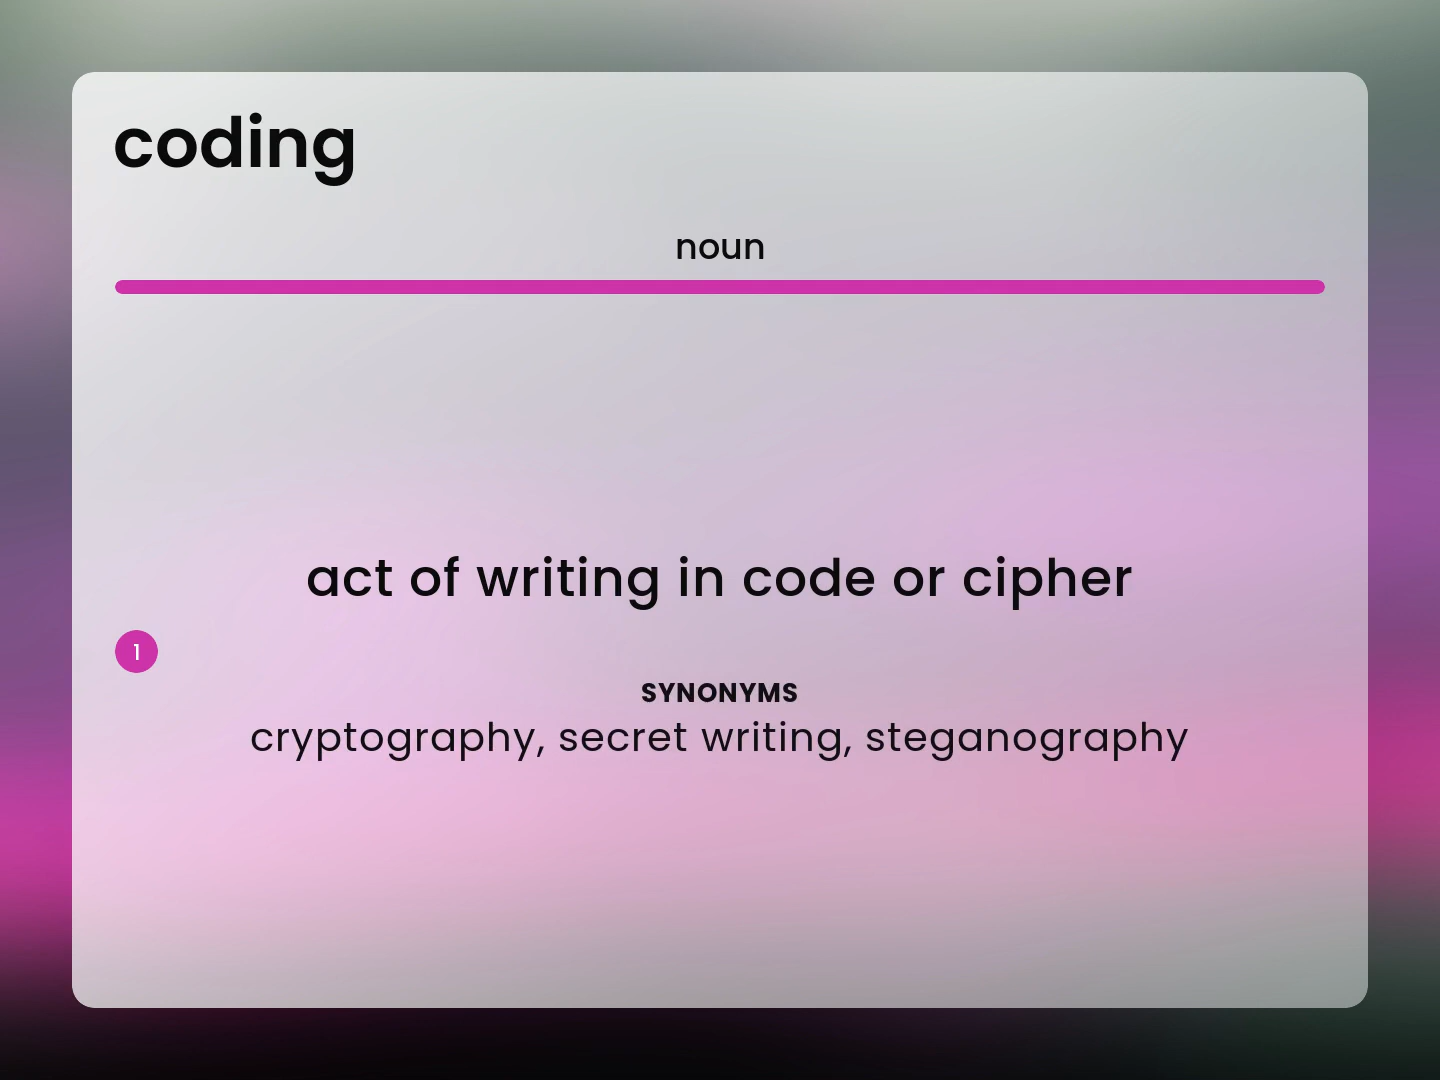 coding
noun
act of writing in code or cipher
1
SYNONYMS
cryptography, secret writing, steganography